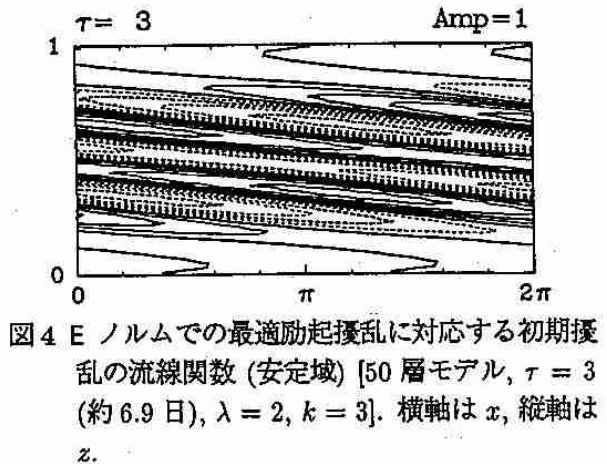 τ= 3 Amp=1
1
0
0 π 2π
図4 E ノルムでの最適励起擾乱に対応する初期擾
乱の流線関数 (安定域) [50 層モデル, τ = 3
(約 6.9 日), λ = 2, k = 3]. 横軸は x, 縦軸は
z.